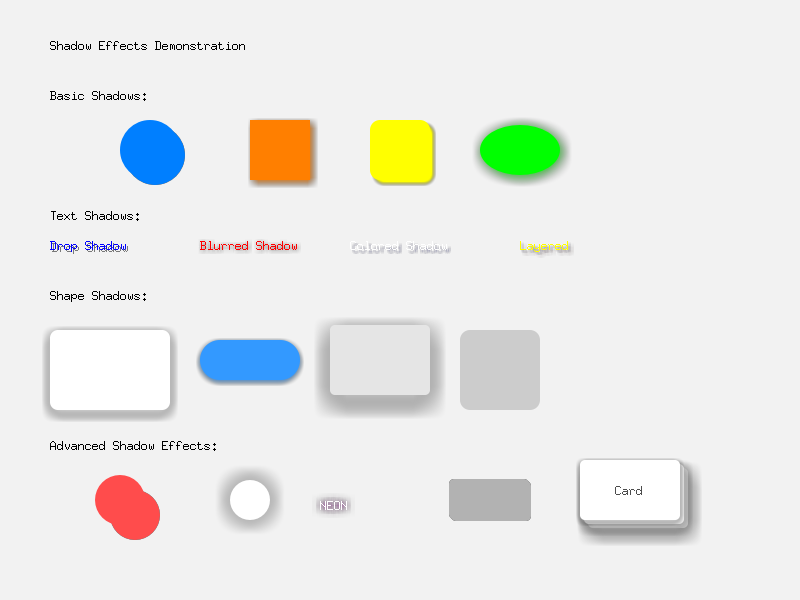 Shadow Effects Demonstration
Basic Shadows:
Text Shadows:
Drop Shadow Blurred Shadow Colored Shadow Layered
Shape Shadows:
Advanced Shadow Effects:
NEON Card